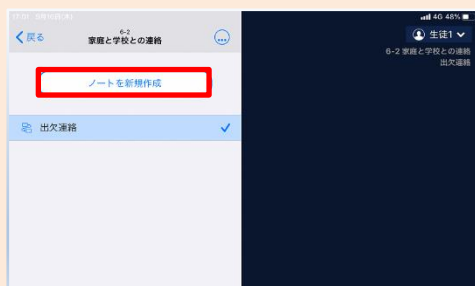 4G 48%
戻る
6-2
家庭と学校との連絡
生徒1
6-2 家庭と学校との連絡
出欠連絡
ノートを新規作成
出欠連絡